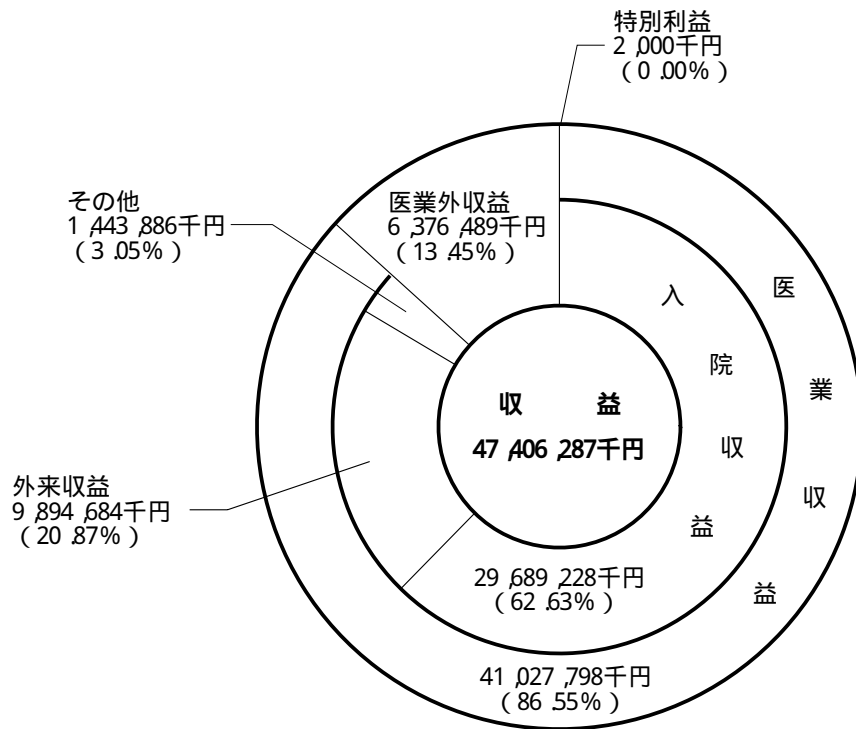 特別利益
2,000千円
(0.00%)
その他
1,443,886千円
(3.05%)
医業外収益
6,376,489千円
(13.45%)
医業収益
入院収益
収 益
47,406,287千円
外来収益
9,894,684千円
(20.87%)
29,689,228千円
(62.63%)
41,027,798千円
(86.55%)